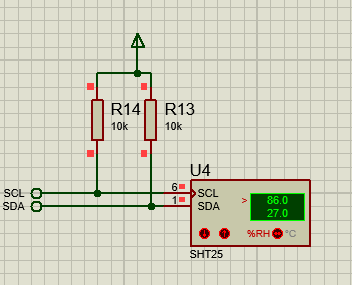 R14
10k
R13
10k
U4
SCL
SDA
6
1
SCL
SDA
>
86.0
27.0
%RH
°C
SHT25